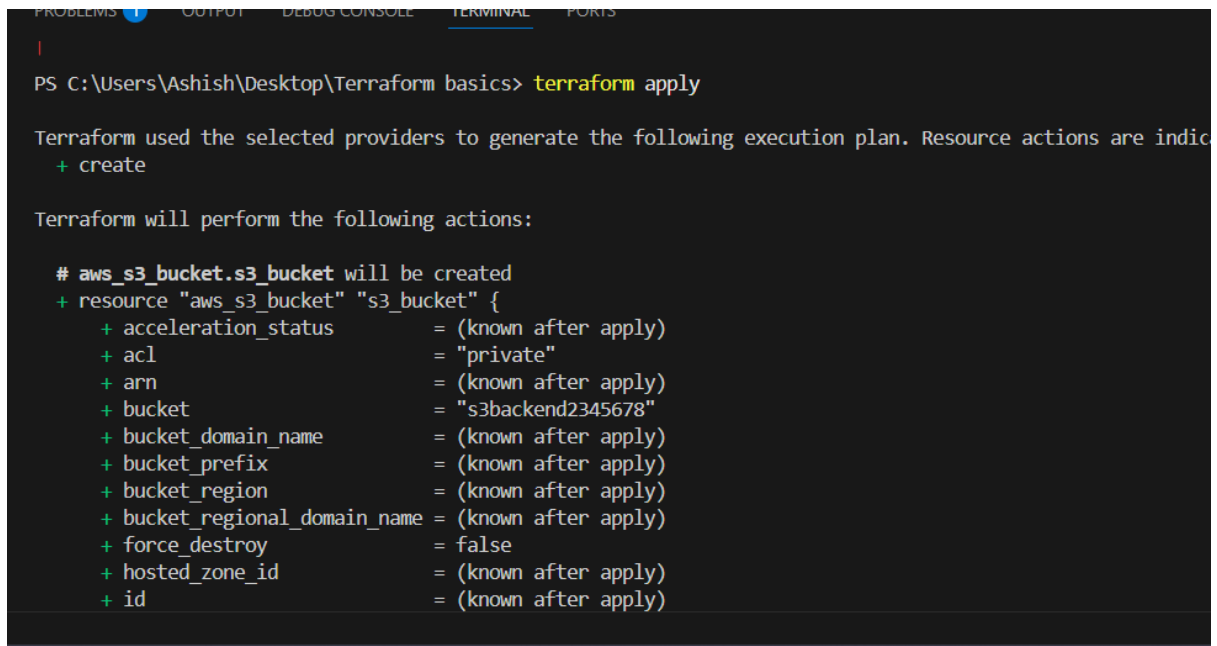 PROBLEMS 1 OUTPUT DEBUG CONSOLE TERMINAL PORTS
PS C:\Users\Ashish\Desktop\Terraform basics> terraform apply
Terraform used the selected providers to generate the following execution plan. Resource actions are indic
+ create
Terraform will perform the following actions:
# aws_s3_bucket.s3_bucket will be created
+ resource "aws_s3_bucket" "s3_bucket" {
+ acceleration_status = (known after apply)
+ acl = "private"
+ arn = (known after apply)
+ bucket = "s3backend2345678"
+ bucket_domain_name = (known after apply)
+ bucket_prefix = (known after apply)
+ bucket_region = (known after apply)
+ bucket_regional_domain_name = (known after apply)
+ force_destroy = false
+ hosted_zone_id = (known after apply)
+ id = (known after apply)